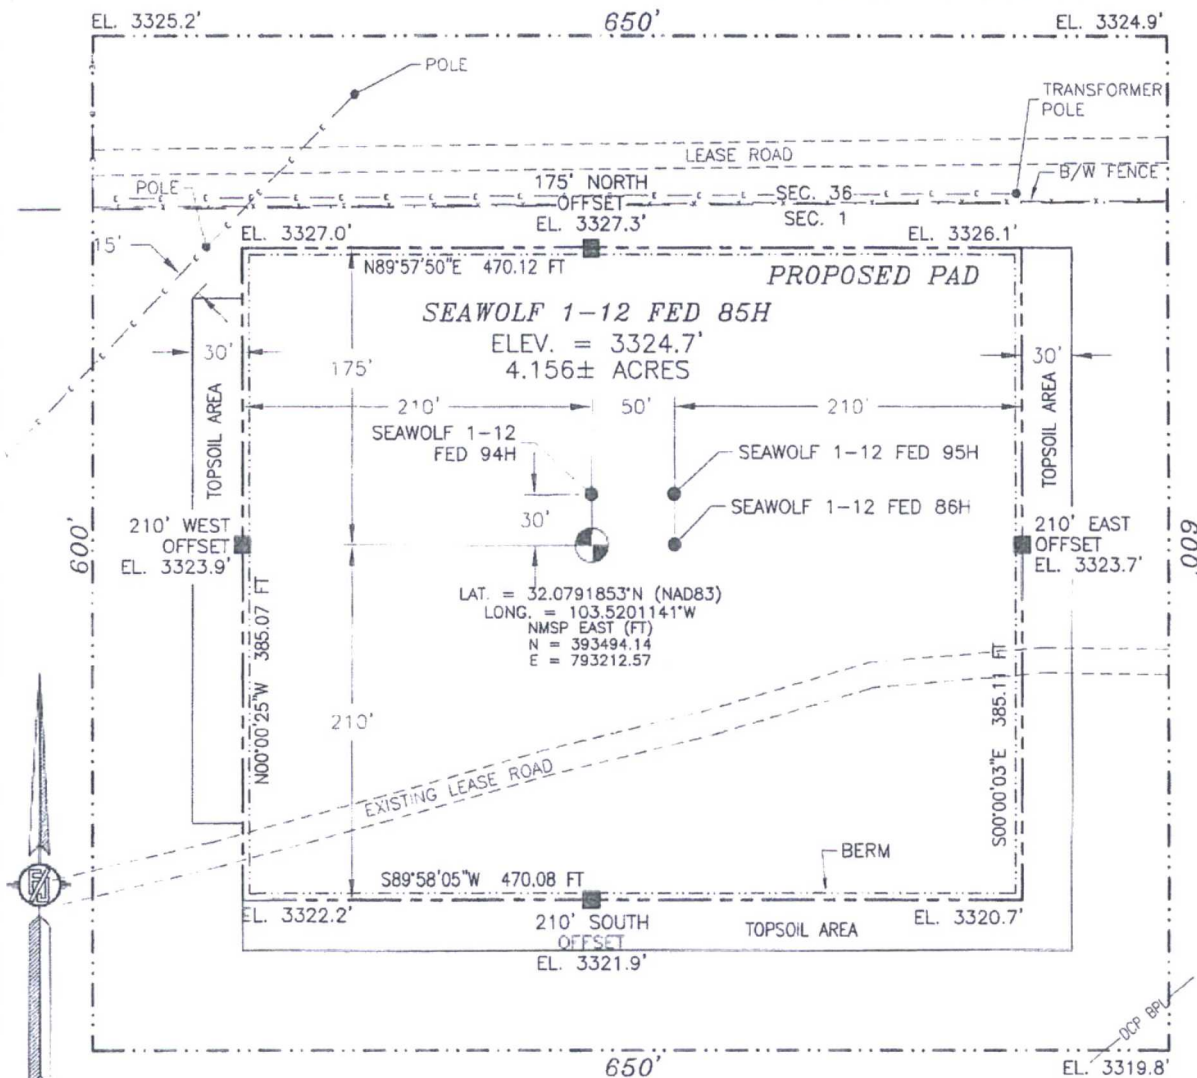 EL. 3325.2'
650'
EL. 3324.9'
POLE
TRANSFORMER
POLE
LEASE ROAD
B/W FENCE
POLE
175' NORTH
OFFSET
EL. 3327.3'
SEC. 36
SEC. 1
15'
EL. 3327.0'
EL. 3326.1'
N89°57'50"E 470.12 FT
PROPOSED PAD
SEAWOLF 1-12 FED 85H
ELEV. = 3324.7'
4.156± ACRES
30'
175'
30'
210'
50'
210'
TOPSOIL AREA
TOPSOIL AREA
SEAWOLF 1-12
FED 94H
SEAWOLF 1-12 FED 95H
30'
SEAWOLF 1-12 FED 86H
600'
210' WEST
OFFSET
EL. 3323.9'
210' EAST
OFFSET
EL. 3323.7'
600'
LAT. = 32.0791853°N (NAD83)
LONG. = 103.5201141°W
NMSP EAST (FT)
N = 393494.14
E = 793212.57
N00°00'25"W 385.07 FT
S00°00'03"E 385.11 FT
210'
EXISTING LEASE ROAD
BERM
S89°58'05"W 470.08 FT
EL. 3322.2'
210' SOUTH
OFFSET
EL. 3321.9'
TOPSOIL AREA
EL. 3320.7'
DCP BPL
650'
EL. 3319.8'